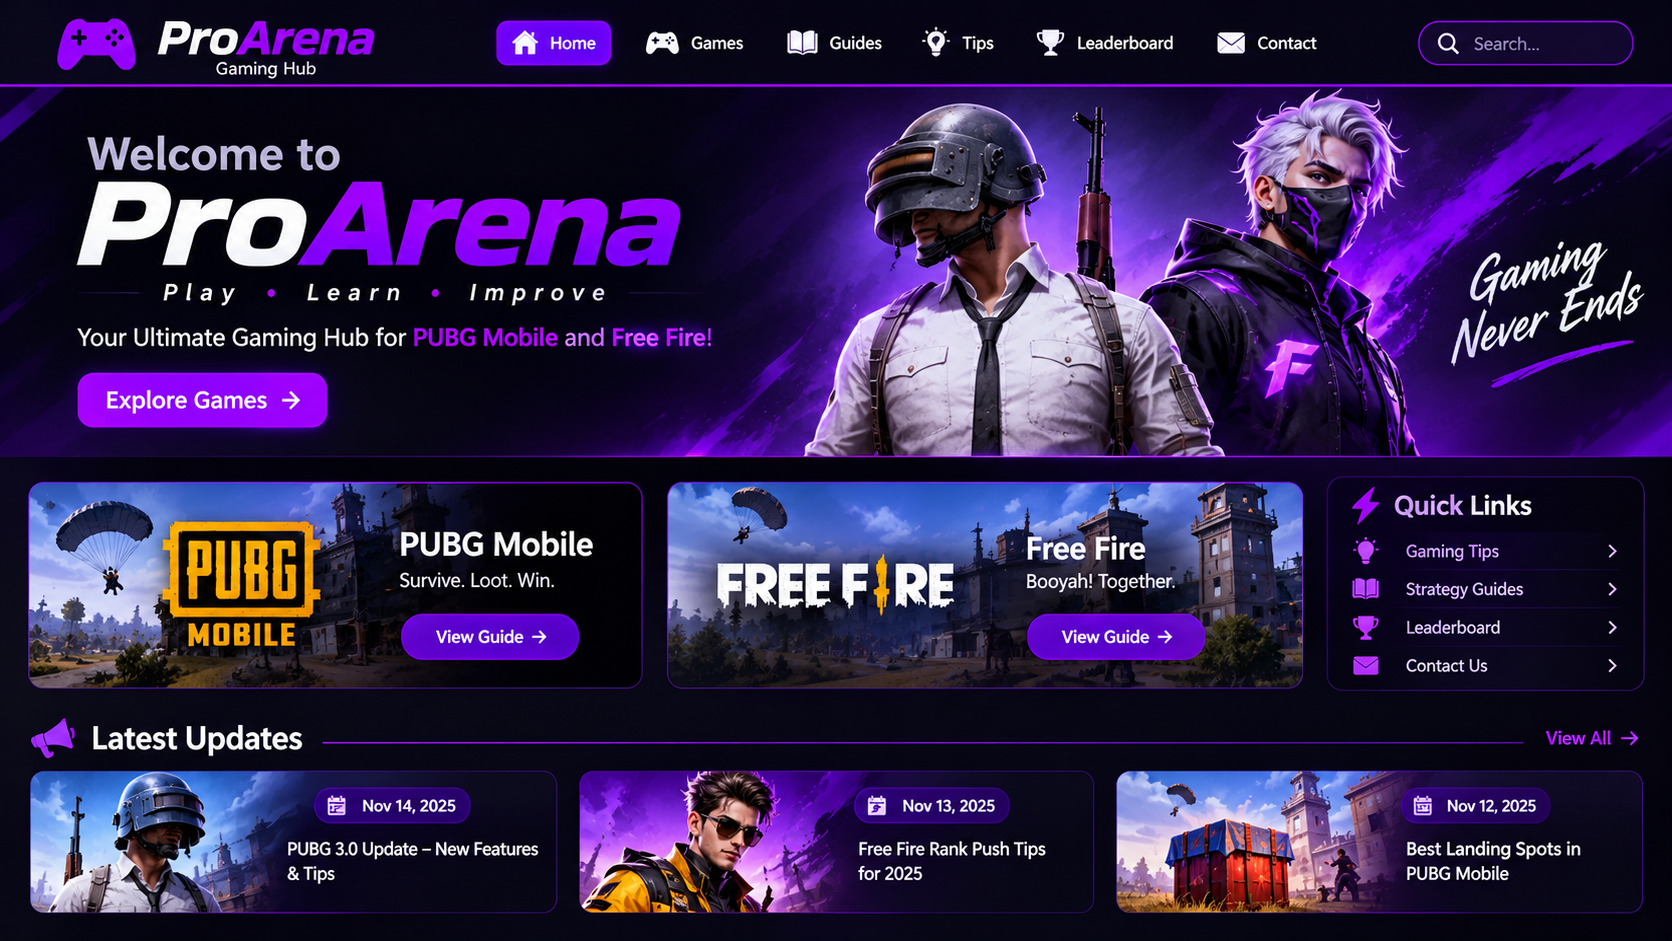 ProArena
Gaming Hub
Home
Games
Guides
Tips
Leaderboard
Contact
Search...
Welcome to
ProArena
Play • Learn • Improve
Your Ultimate Gaming Hub for PUBG Mobile and Free Fire!
Explore Games →
F
Gaming
Never Ends
PUBG
MOBILE
PUBG Mobile
Survive. Loot. Win.
View Guide →
FREE FIRE
Free Fire
Booyah! Together.
View Guide →
Quick Links
Gaming Tips
Strategy Guides
Leaderboard
Contact Us
Latest Updates
View All →
Nov 14, 2025
PUBG 3.0 Update – New Features
& Tips
Nov 13, 2025
Free Fire Rank Push Tips
for 2025
Nov 12, 2025
Best Landing Spots in
PUBG Mobile